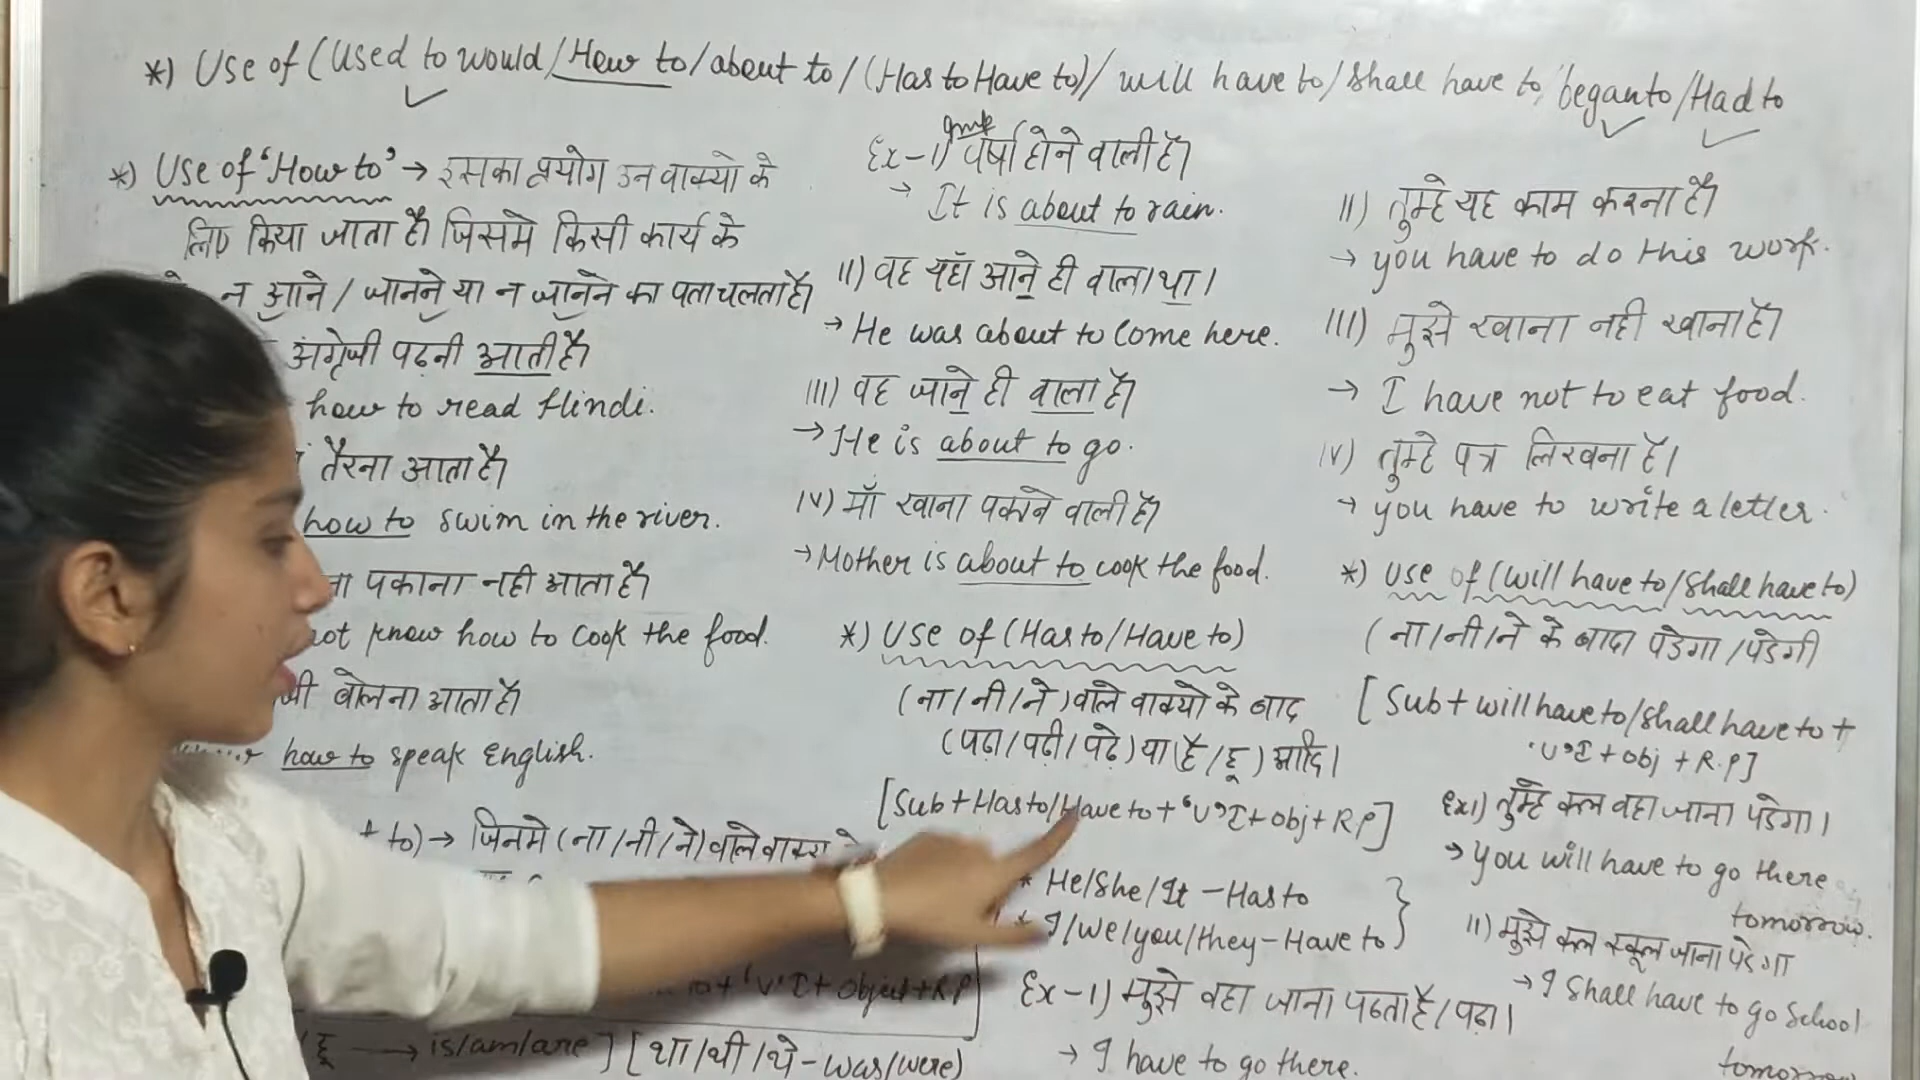 *) Use of (Used to would/How to/about to/(Has to Have to)/will have to/Shall have to/began to/Had to
*) Use of 'How to' → इसका प्रयोग उन वाक्यो के
लिए किया जाता है। जिसमे किसी कार्य के
न आने / जानने या न जानने का पता चलता है।
अंग्रेजी पढ़नी आती है।
how to read Hindi.
तैरना आता है।
how to swim in the river.
पकाना नही आता है।
not know how to cook the food.
बोलना आता है।
how to speak English.
to) → जिनमे (ना/नी/ने) वाले वाक्य
+ 'V' I + Object + R.P]
हूँ → is/am/are] [था/थी/थे - was/were)
Ex-1) वर्षा होने वाली है।
→ It is about to rain.
II) वह यहाँ आने ही वाला था।
→ He was about to come here.
III) वह जाने ही वाला है।
→ He is about to go.
IV) माँ खाना पकाने वाली है।
→ Mother is about to cook the food.
*) Use of (Has to/Have to)
(ना/नी/ने) वाले वाक्यो के बाद
(पढ़ा/पढ़ी/पढ़े) या (है/हूँ) आदि।
[Sub + Has to/Have to + 'V' I + Obj + R.P]
* He/She/It - Has to
* I/we/you/they - Have to
Ex-1) मुझे वहा जाना पढता है/पढ़ा।
→ I have to go there.
II) तुम्हे यह काम करना है।
→ you have to do this work.
III) मुझे खाना नही खाना है।
→ I have not to eat food.
IV) तुम्हे पत्र लिखना है।
→ you have to write a letter.
*) Use of (will have to/Shall have to)
(ना/नी/ने के बाद। पडेगा/पडेगी
[Sub + will have to/Shall have to +
'V' I + Obj + R.P]
Ex1) तुम्हे कल वहा जाना पडेगा।
→ you will have to go there
tomorrow.
II) मुझे कल स्कूल जाना पडेगा
→ I Shall have to go School
tomorrow